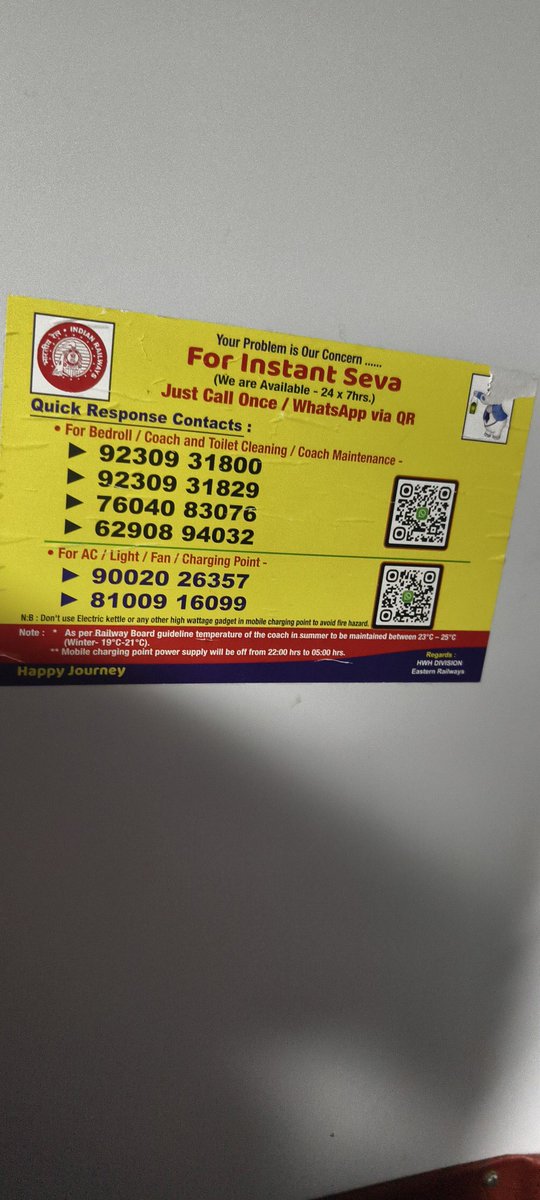 भारतीय रेल • INDIAN RAILWAYS
Your Problem is Our Concern ......
For Instant Seva
(We are Available - 24 x 7hrs.)
Just Call Once / WhatsApp via QR
Quick Response Contacts :
• For Bedroll / Coach and Toilet Cleaning / Coach Maintenance -
► 92309 31800
► 92309 31829
► 76040 83076
► 62908 94032
• For AC / Light / Fan / Charging Point -
► 90020 26357
► 81009 16099
N:B : Don't use Electric kettle or any other high wattage gadget in mobile charging point to avoid fire hazard.
Note : * As per Railway Board guideline temperature of the coach in summer to be maintained between 23°C – 25°C
(Winter- 19°C-21°C).
** Mobile charging point power supply will be off from 22:00 hrs to 05:00 hrs.
Happy Journey
Regards :
HWH DIVISION
Eastern Railways